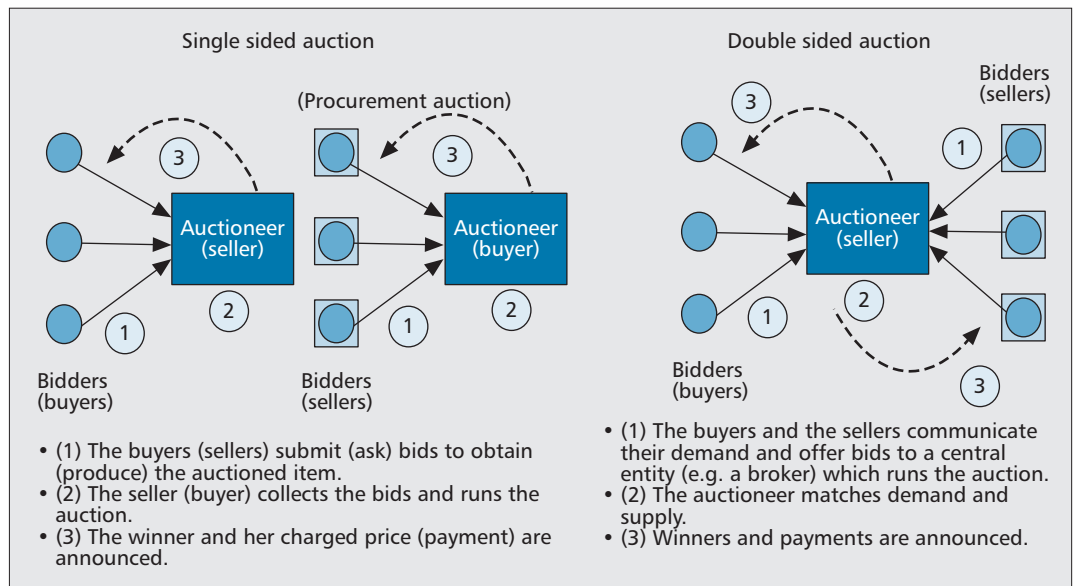 Single sided auction
(Procurement auction)
3
3
Auctioneer
(seller)
Auctioneer
(buyer)
2
2
1
1
Bidders
(buyers)
Bidders
(sellers)
• (1) The buyers (sellers) submit (ask) bids to obtain
(produce) the auctioned item.
• (2) The seller (buyer) collects the bids and runs the
auction.
• (3) The winner and her charged price (payment) are
announced.
Double sided auction
Bidders
(sellers)
3
1
Auctioneer
(seller)
2
1
3
Bidders
(buyers)
• (1) The buyers and the sellers communicate
their demand and offer bids to a central
entity (e.g. a broker) which runs the auction.
• (2) The auctioneer matches demand and
supply.
• (3) Winners and payments are announced.